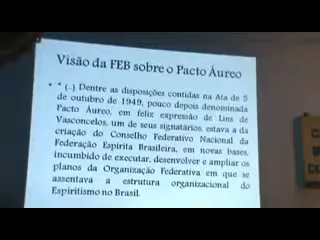 Visão da FEB sobre o Pacto Áureo
• " (..) Dentre as disposições contidas na Ata de 5
de outubro de 1949, pouco depois denominada
de Pacto Áureo, em feliz expressão de Lins de
Vasconcelos, um de seus signatários, estava a da
criação do Conselho Federativo Nacional da
Federação Espírita Brasileira, em novas bases,
incumbido de executar, desenvolver e ampliar os
planos da Organização Federativa em que se
assentava a estrutura organizacional do
Espiritismo no Brasil.